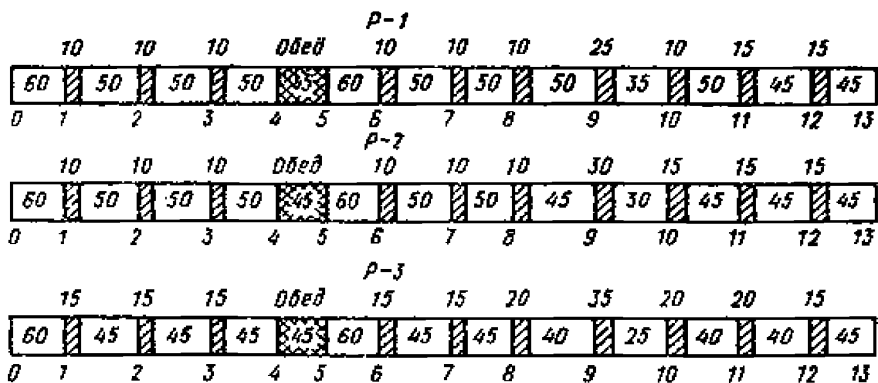 Р-1
10 10 10 Обед 10 10 10 25 10 15 15
60 50 50 50 45 60 50 50 50 35 50 45 45
0 1 2 3 4 5 6 7 8 9 10 11 12 13
Р-2
10 10 10 Обед 10 10 10 30 15 15 15
60 50 50 50 45 60 50 50 45 30 45 45 45
0 1 2 3 4 5 6 7 8 9 10 11 12 13
Р-3
15 15 15 Обед 15 15 20 35 20 20 15
60 45 45 45 45 60 45 45 40 25 40 40 45
0 1 2 3 4 5 6 7 8 9 10 11 12 13